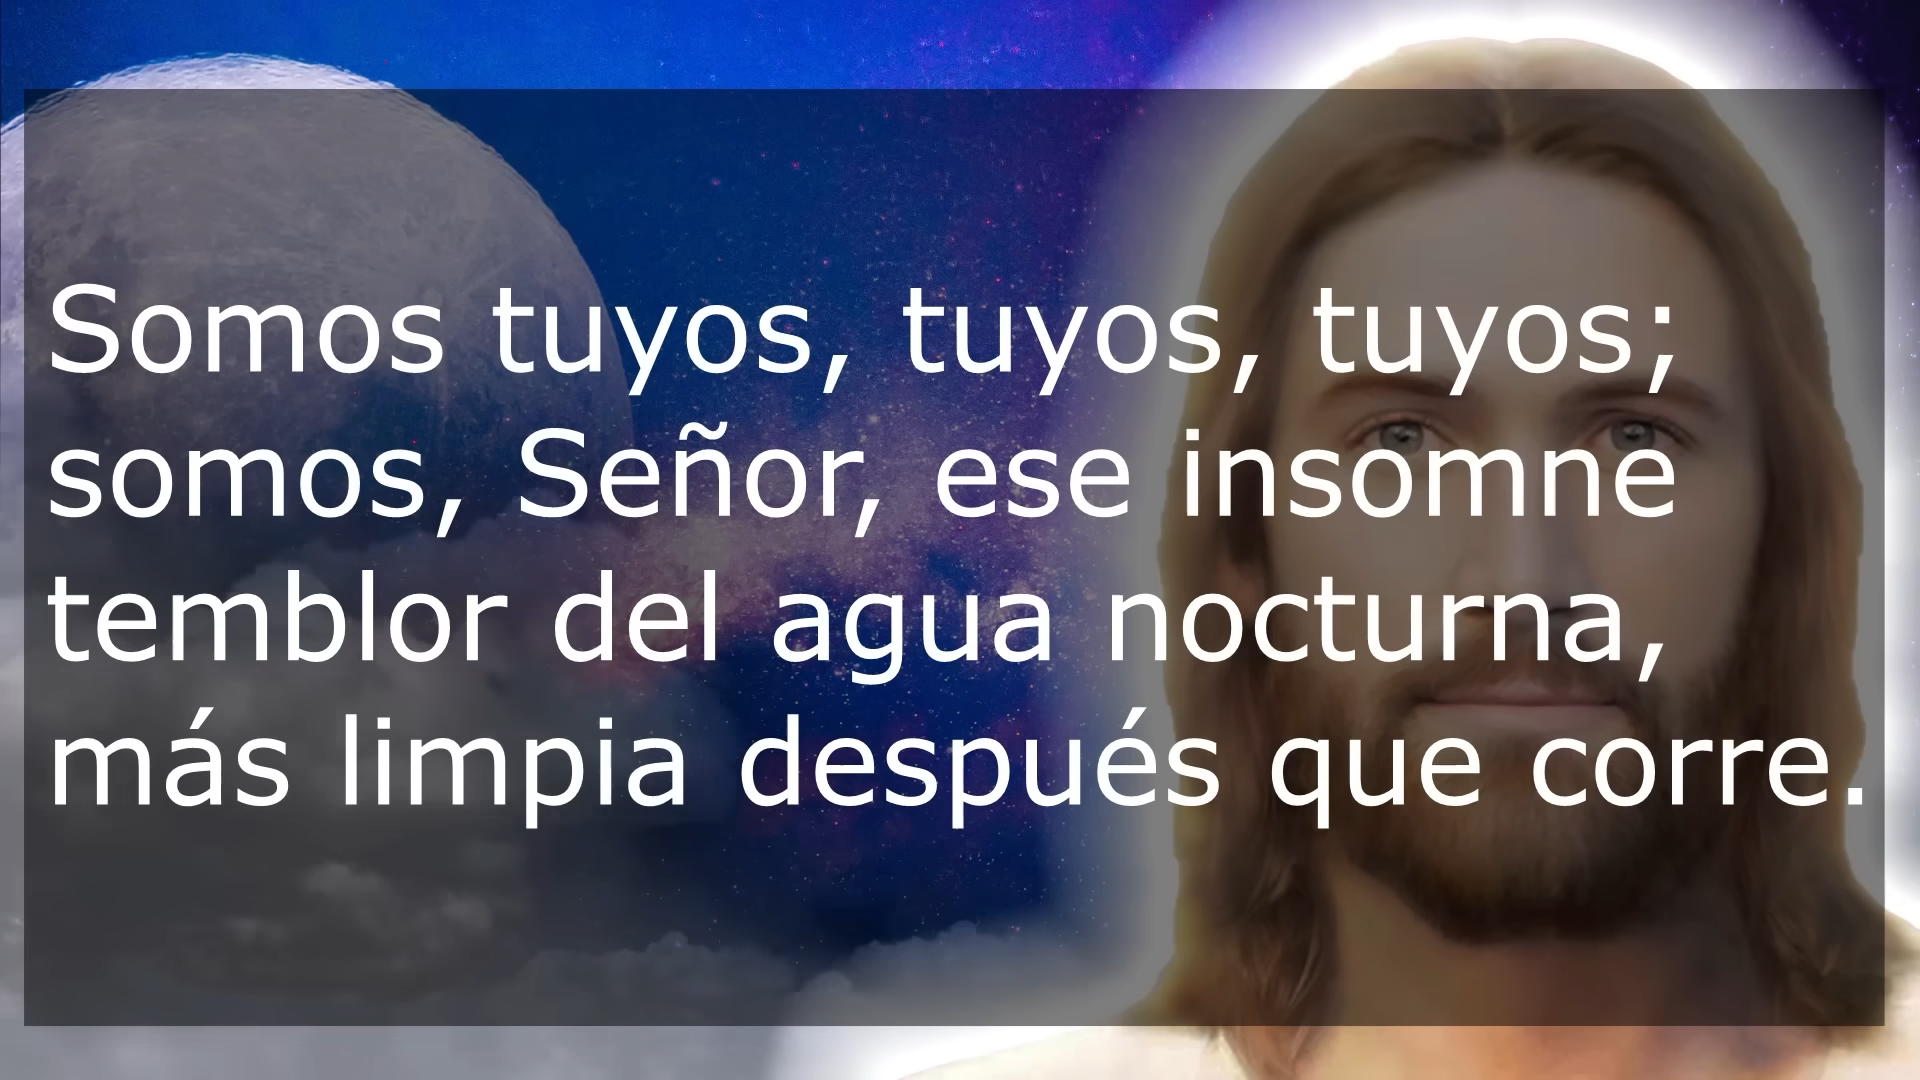 Somos tuyos, tuyos, tuyos;
somos, Señor, ese insomne
temblor del agua nocturna,
más limpia después que corre.